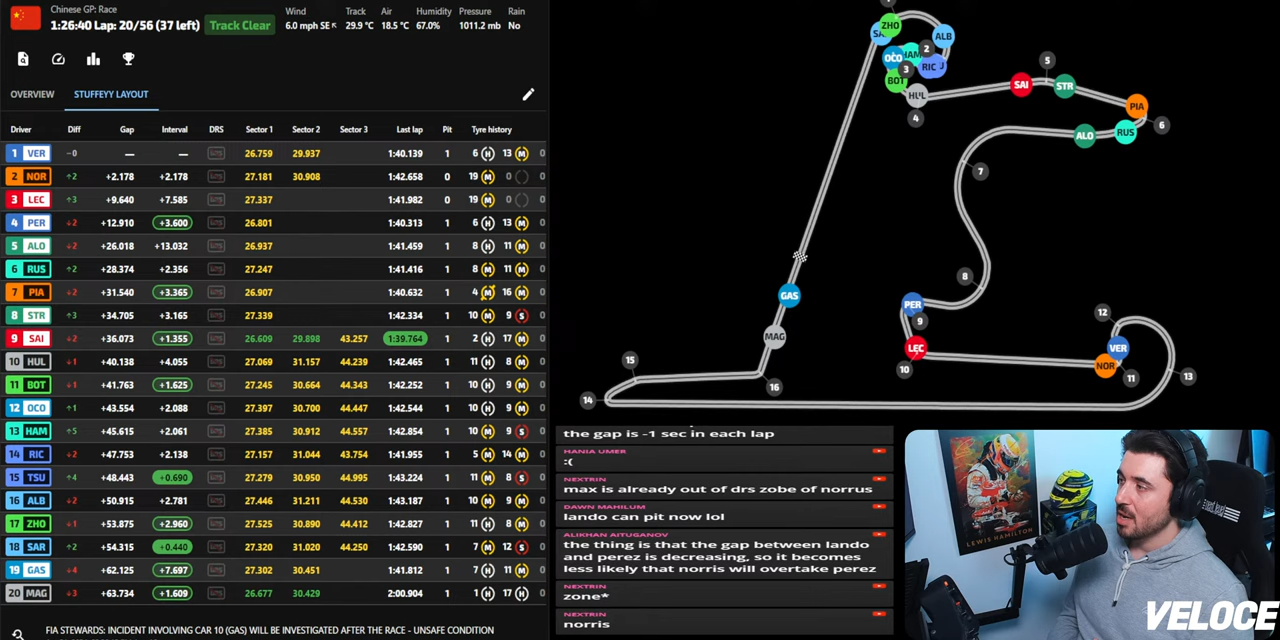 Chinese GP: Race
1:26:40 Lap: 20/56 (37 left) Track Clear
Wind Track Air Humidity Pressure Rain
6.0 mph SE 29.9 °C 18.5 °C 67.0% 1011.2 mb No
OVERVIEW STUFFEYY LAYOUT
Driver Diff Gap Interval DRS Sector 1 Sector 2 Sector 3 Last lap Pit Tyre history
1 VER −0 — — 26.759 29.937 1:40.139 1 6 H 13 M 0
2 NOR ↑2 +2.178 +2.178 27.181 30.908 1:42.658 0 19 M 0 0
3 LEC ↑3 +9.640 +7.585 27.337 1:41.982 0 19 M 0 0
4 PER ↓2 +12.910 +3.600 26.801 1:40.313 1 6 H 13 M 0
5 ALO ↓2 +26.018 +13.032 26.937 1:41.459 1 8 H 11 M 0
6 RUS ↑2 +28.374 +2.356 27.247 1:41.416 1 8 M 11 M 0
7 PIA ↓2 +31.540 +3.365 26.907 1:40.632 1 4 M 16 M 0
8 STR ↑3 +34.705 +3.165 27.339 1:42.334 1 10 M 9 S 0
9 SAI ↓2 +36.073 +1.355 26.609 29.898 43.257 1:39.764 1 2 H 17 M 0
10 HUL ↓1 +40.138 +4.055 27.069 31.157 44.239 1:42.465 1 11 H 8 M 0
11 BOT ↓1 +41.763 +1.625 27.245 30.664 44.343 1:42.252 1 10 H 9 M 0
12 OCO ↑1 +43.554 +2.088 27.397 30.700 44.447 1:42.544 1 10 H 9 M 0
13 HAM ↑5 +45.615 +2.061 27.385 30.912 44.557 1:42.854 1 10 M 9 S 0
14 RIC ↓2 +47.753 +2.138 27.157 31.044 43.754 1:41.955 1 5 M 14 M 0
15 TSU ↑4 +48.443 +0.690 27.279 30.950 44.995 1:43.224 1 11 M 8 S 0
16 ALB ↓2 +50.915 +2.781 27.446 31.211 44.530 1:43.187 1 10 M 9 M 0
17 ZHO ↓1 +53.875 +2.960 27.525 30.890 44.412 1:42.827 1 11 H 8 M 0
18 SAR ↑2 +54.315 +0.440 27.320 31.020 44.250 1:42.590 1 7 M 12 S 0
19 GAS ↓4 +62.125 +7.697 27.302 30.451 1:41.812 1 7 H 11 M 0
20 MAG ↓3 +63.734 +1.609 26.677 30.429 2:00.904 1 1 H 17 H 0
FIA STEWARDS: INCIDENT INVOLVING CAR 10 (GAS) WILL BE INVESTIGATED AFTER THE RACE - UNSAFE CONDITION
ZHO
ALB
2
OCO
RIC
3
BOT
HUL
4
SAI
5
STR
PIA
6
RUS
ALO
7
8
GAS
PER
9
MAG
12
VER
LEC
10
NOR
11
13
15
16
14
the gap is -1 sec in each lap
HANIA UMER
:(
NEXTRIN
max is already out of drs zobe of norrus
DAWN MAHILUM
lando can pit now lol
ALIKHAN AITUGANOV
the thing is that the gap between lando
and perez is decreasing, so it becomes
less likely that norris will overtake perez
NEXTRIN
zone*
NEXTRIN
norris
LEWIS HAMILTON
VELOCE